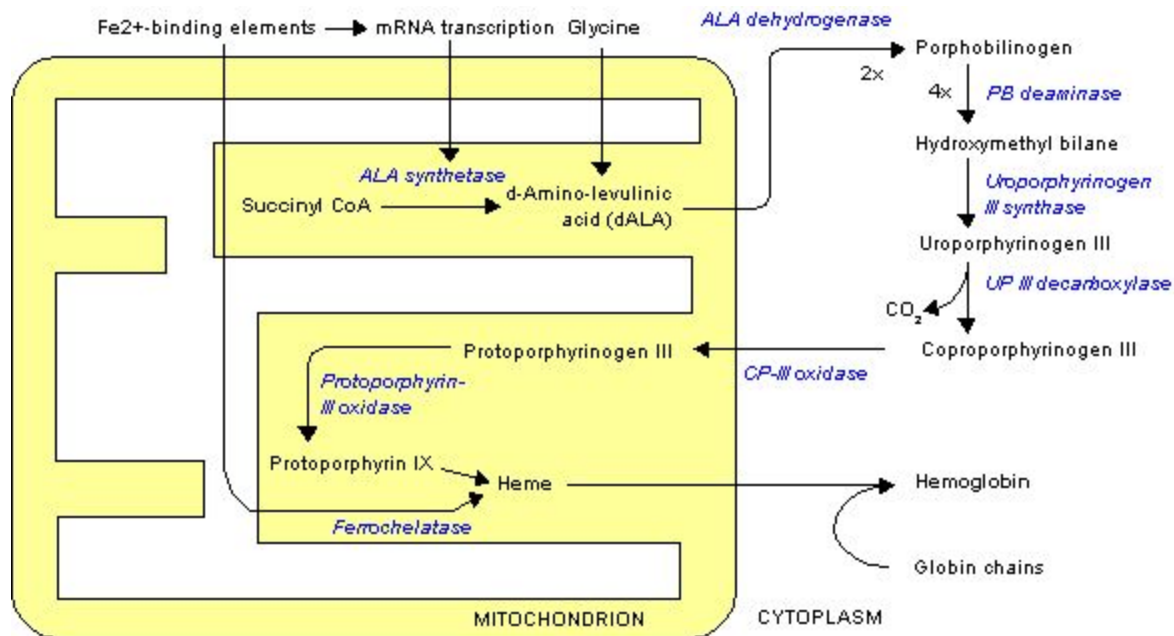 ALA dehydrogenase
Fe2+-binding elements
mRNA transcription
Glycine
Porphobilinogen
2x
4x
PB deaminase
Hydroxymethyl bilane
ALA synthetase
Uroporphyrinogen
III synthase
Succinyl CoA
d-Amino-levulinic
acid (dALA)
Uroporphyrinogen III
UP III decarboxylase
CO2
Protoporphyrinogen III
Coproporphyrinogen III
CP-III oxidase
Protoporphyrin-
III oxidase
Protoporphyrin IX
Heme
Hemoglobin
Ferrochelatase
Globin chains
MITOCHONDRION
CYTOPLASM